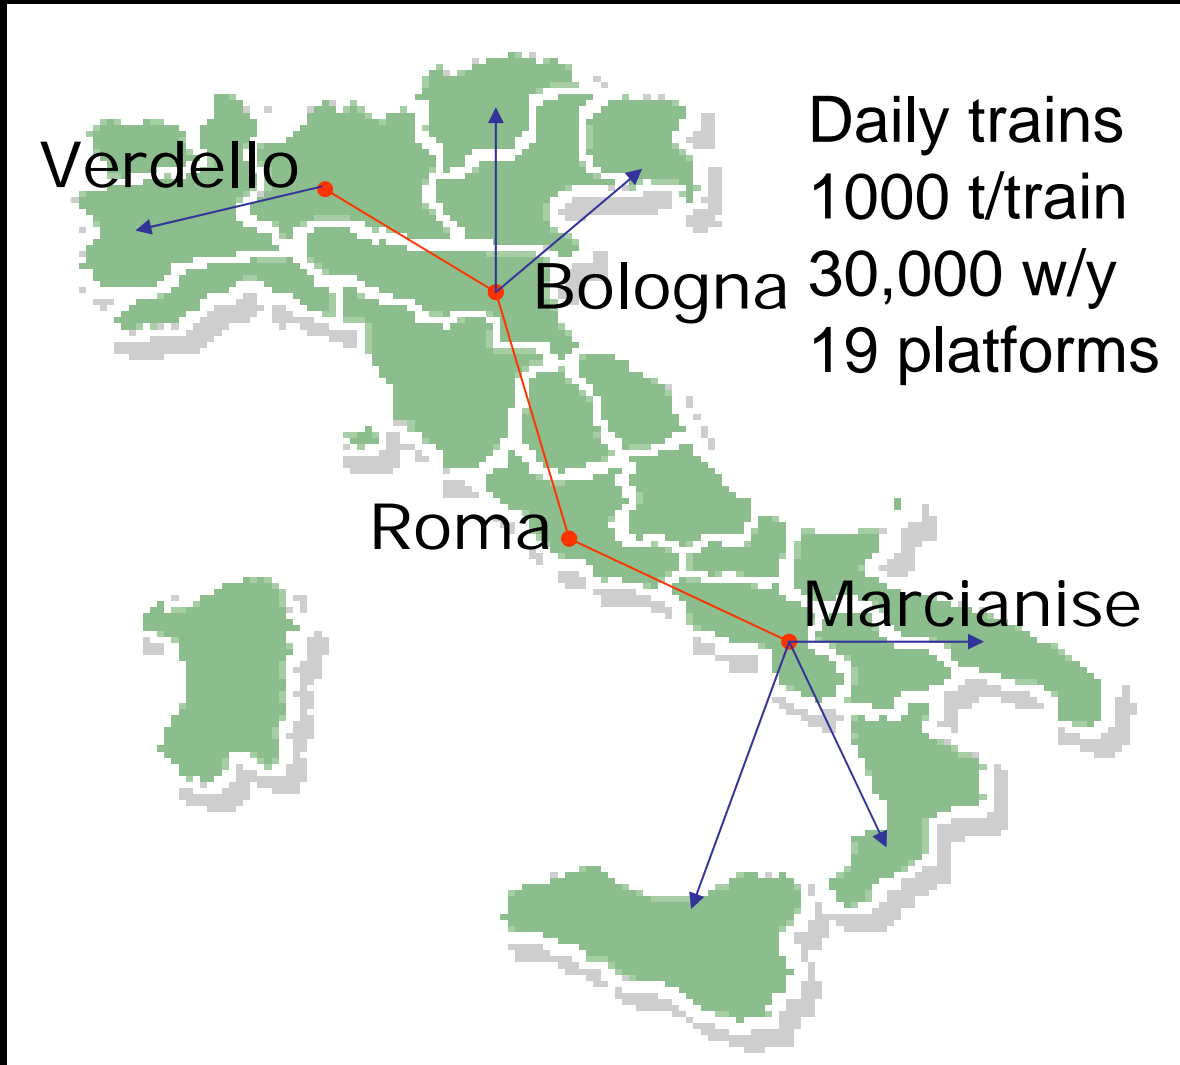 Verdello
Daily trains
1000 t/train
30,000 w/y
19 platforms
Bologna
Roma
Marcianise